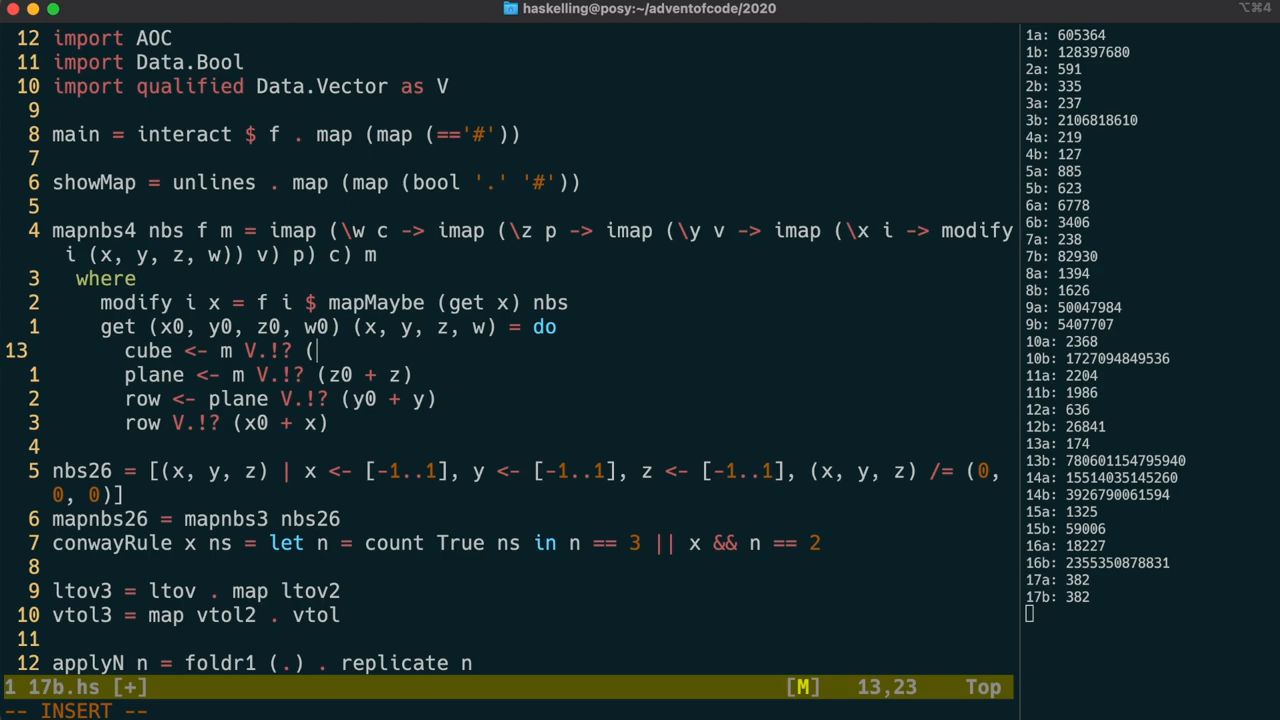 haskelling@posy:~/adventofcode/2020
⌥⌘4
12 import AOC
11 import Data.Bool
10 import qualified Data.Vector as V
9
8 main = interact $ f . map (map (=='#'))
7
6 showMap = unlines . map (map (bool '.' '#'))
5
4 mapnbs4 nbs f m = imap (\w c -> imap (\z p -> imap (\y v -> imap (\x i -> modify
i (x, y, z, w)) v) p) c) m
3 where
2 modify i x = f i $ mapMaybe (get x) nbs
1 get (x0, y0, z0, w0) (x, y, z, w) = do
13 cube <- m V.!? (
1 plane <- m V.!? (z0 + z)
2 row <- plane V.!? (y0 + y)
3 row V.!? (x0 + x)
4
5 nbs26 = [(x, y, z) | x <- [-1..1], y <- [-1..1], z <- [-1..1], (x, y, z) /= (0,
0, 0)]
6 mapnbs26 = mapnbs3 nbs26
7 conwayRule x ns = let n = count True ns in n == 3 || x && n == 2
8
9 ltov3 = ltov . map ltov2
10 vtol3 = map vtol2 . vtol
11
12 applyN n = foldr1 (.) . replicate n
1 17b.hs [+] [M] 13,23 Top
-- INSERT --
1a: 605364
1b: 128397680
2a: 591
2b: 335
3a: 237
3b: 2106818610
4a: 219
4b: 127
5a: 885
5b: 623
6a: 6778
6b: 3406
7a: 238
7b: 82930
8a: 1394
8b: 1626
9a: 50047984
9b: 5407707
10a: 2368
10b: 1727094849536
11a: 2204
11b: 1986
12a: 636
12b: 26841
13a: 174
13b: 780601154795940
14a: 15514035145260
14b: 3926790061594
15a: 1325
15b: 59006
16a: 18227
16b: 2355350878831
17a: 382
17b: 382